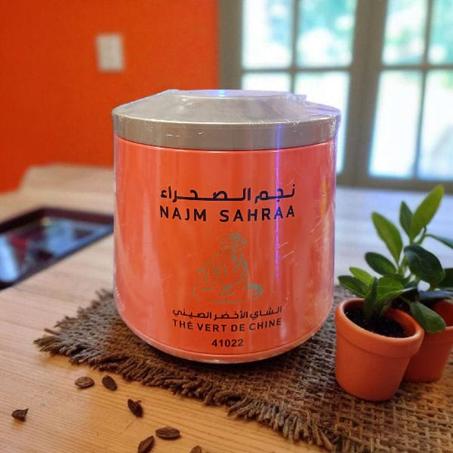 نجم الصحراء
NAJM SAHRAA
الشاي الأخضر الصيني
THÉ VERT DE CHINE
41022